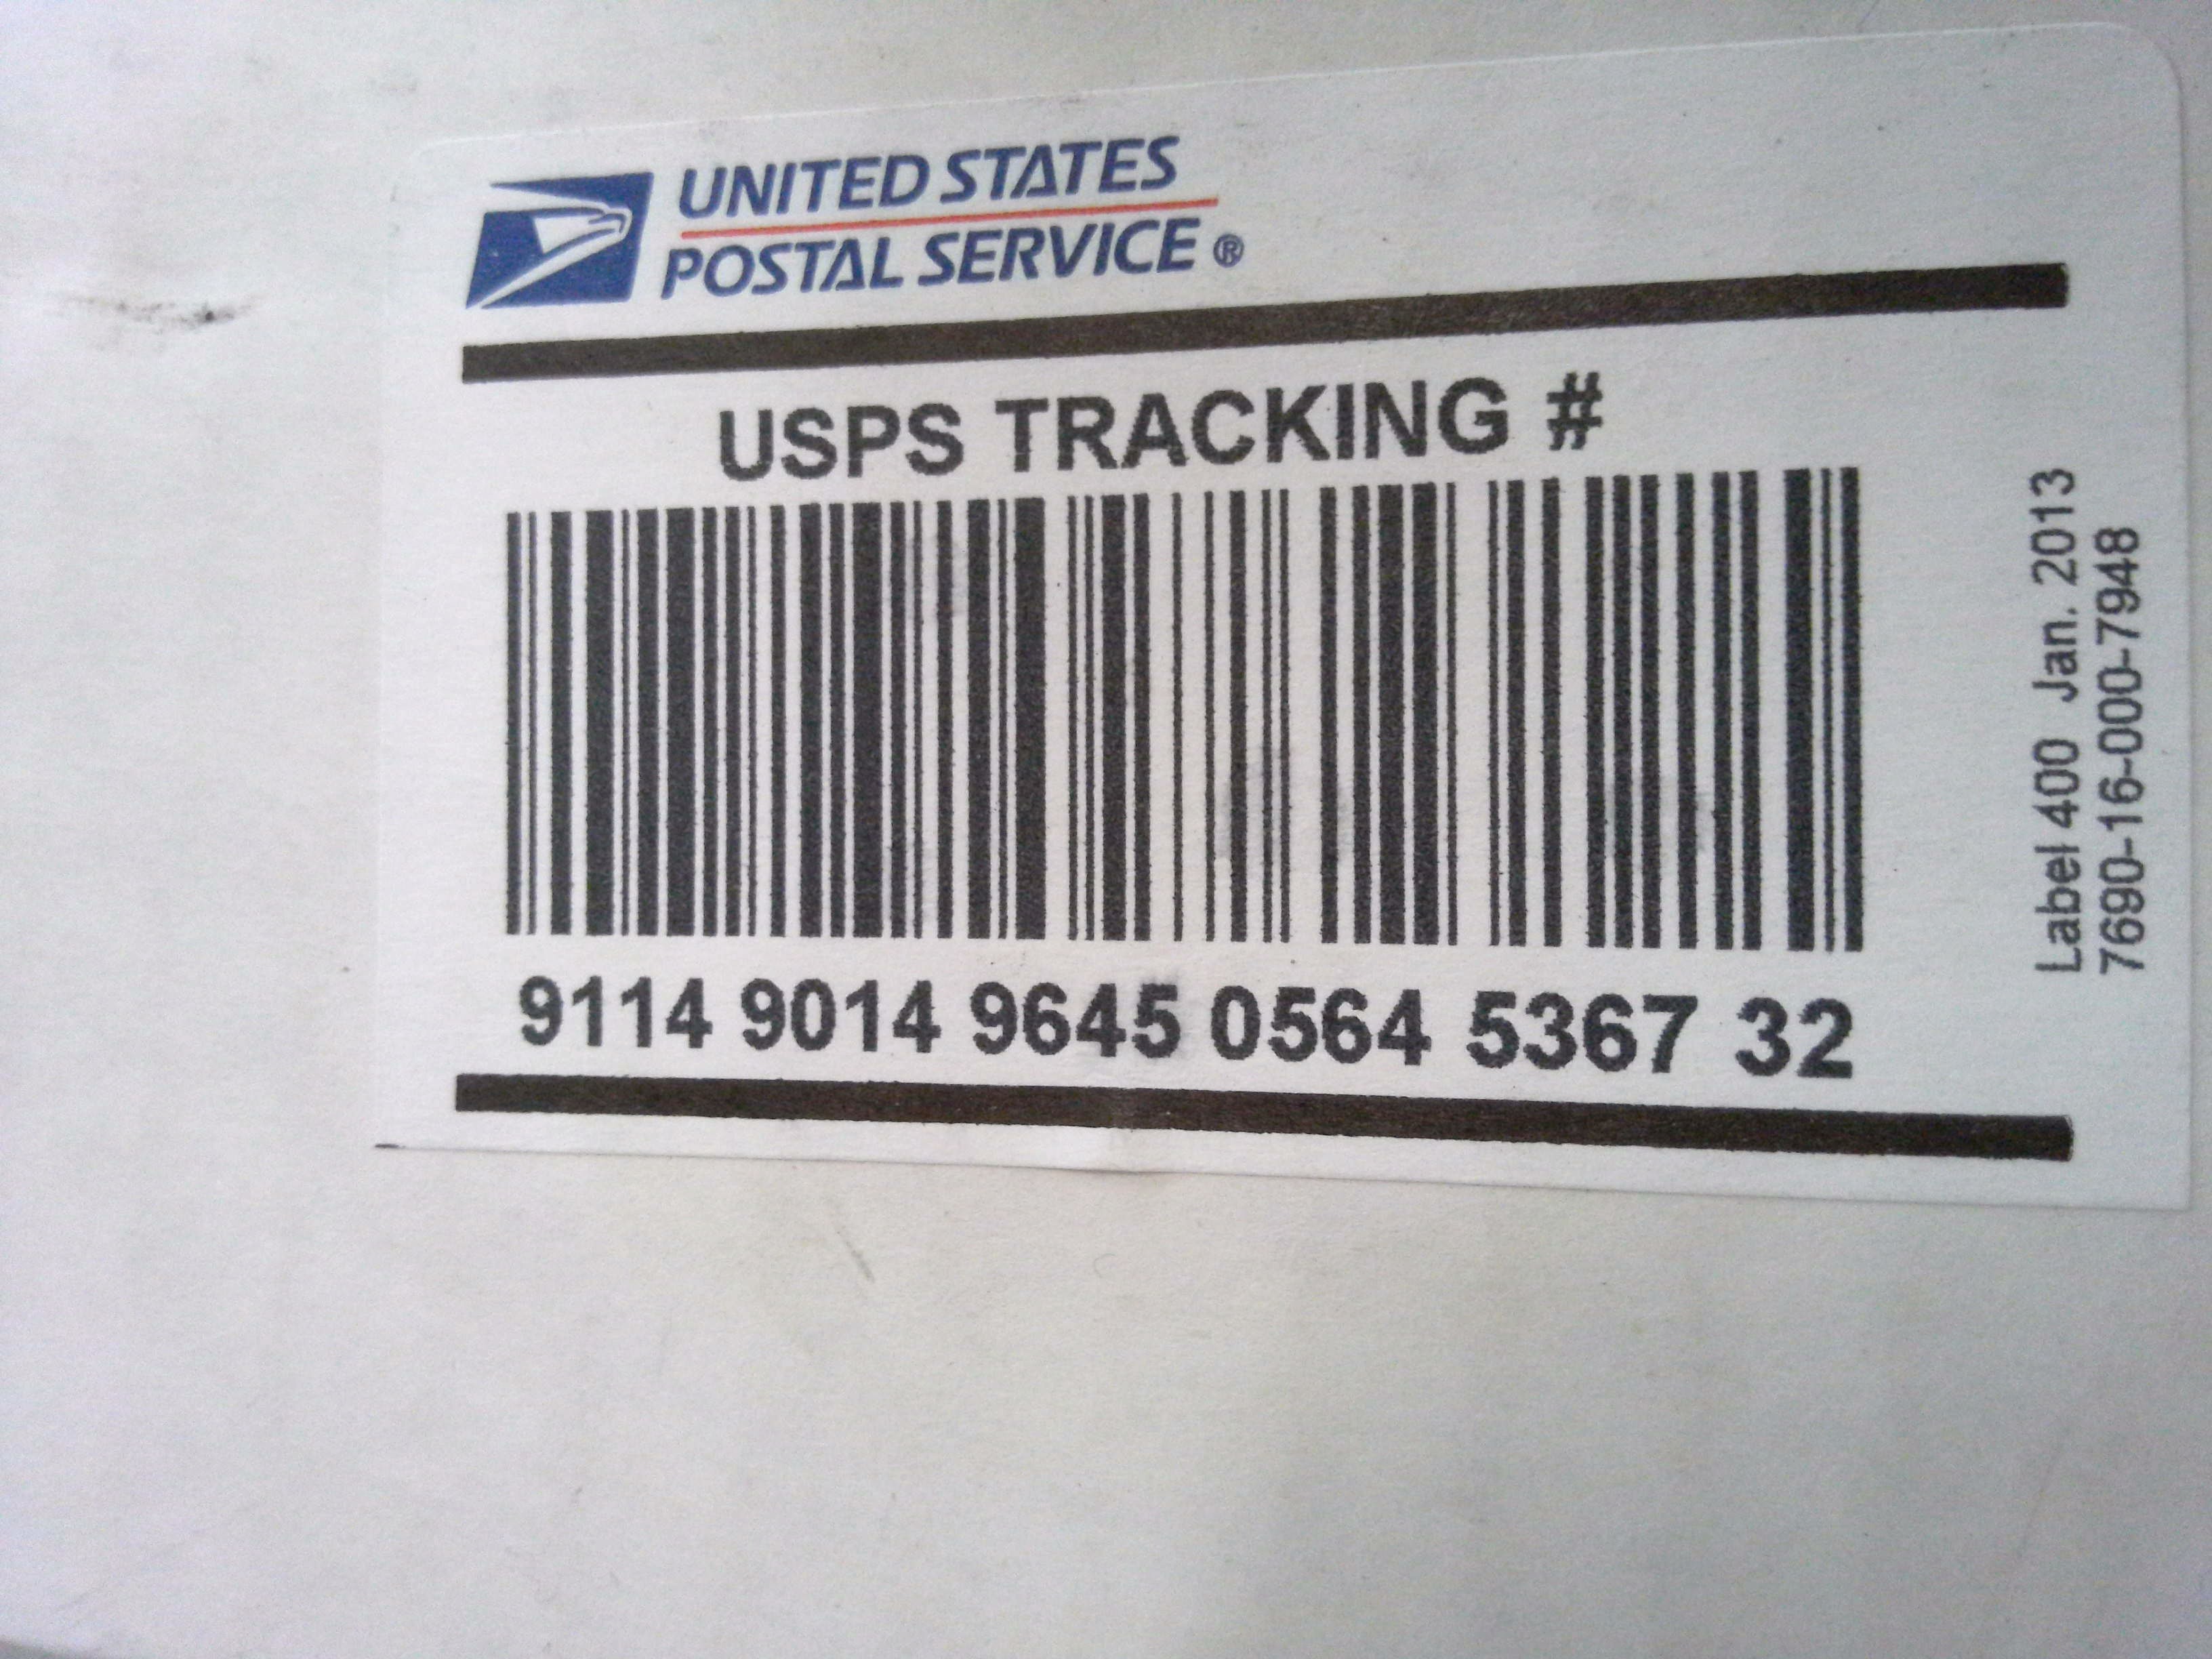 UNITED STATES
POSTAL SERVICE®
USPS TRACKING #
9114 9014 9645 0564 5367 32
Label 400 Jan. 2013
7690-16-000-7948